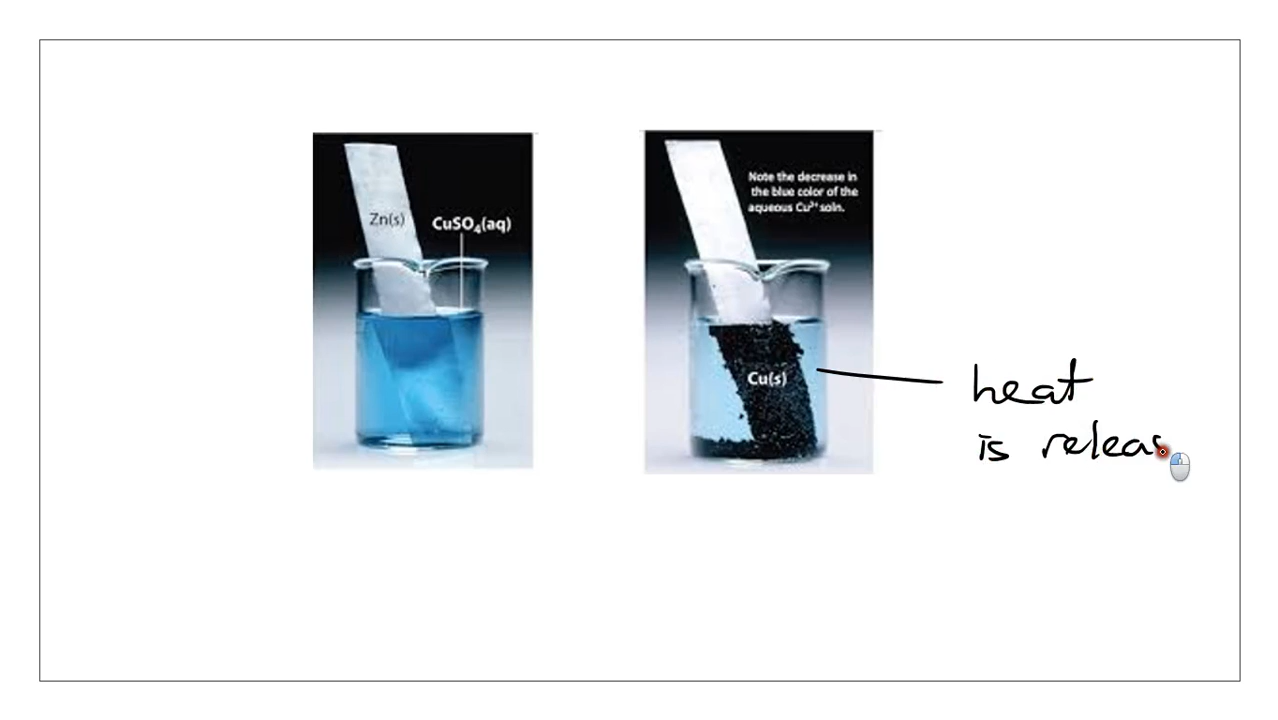 Zn(s)
CuSO₄(aq)
Note the decrease in
the blue color of the
aqueous Cu²⁺ soln.
Cu(s)
heat
is releas